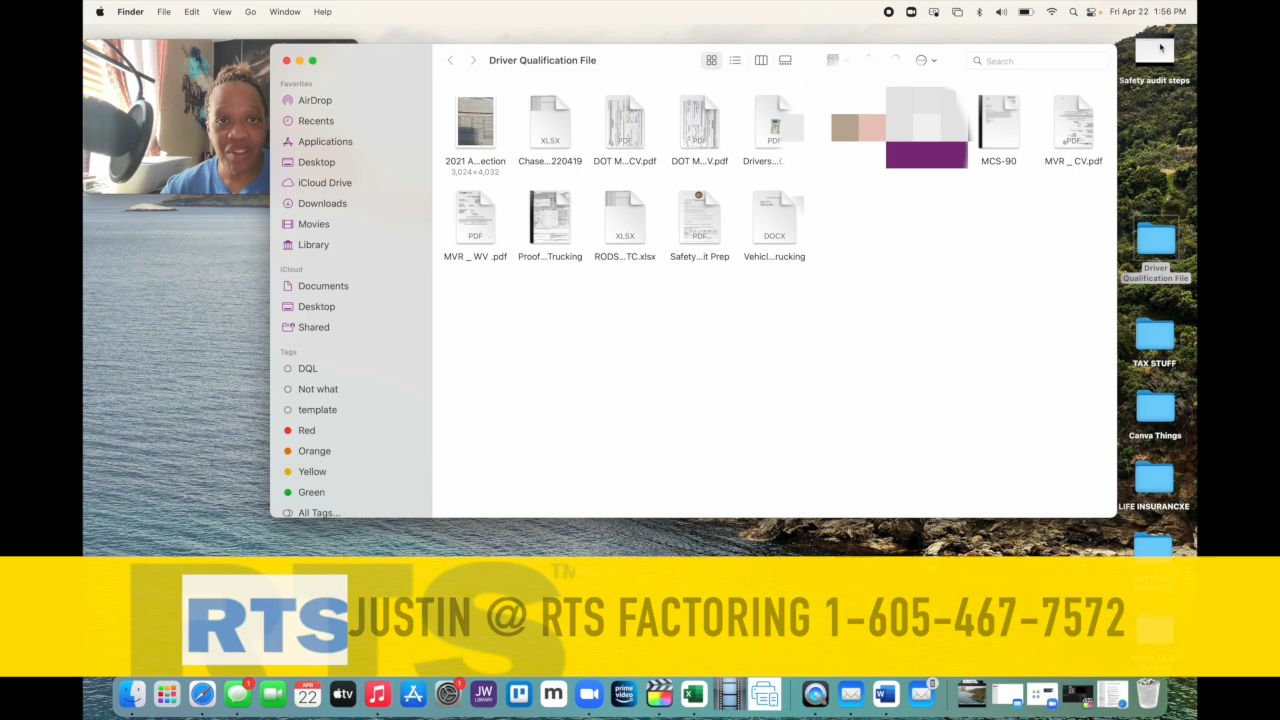 Finder File Edit View Go Window Help
Fri Apr 22 1:56 PM
Driver Qualification File
Search
Favorites
AirDrop
Recents
Applications
Desktop
iCloud Drive
Downloads
Movies
Library
iCloud
Documents
Desktop
Shared
Tags
DQL
Not what
template
Red
Orange
Yellow
Green
All Tags...
XLSX
PDF
PDF
PDF
PDF
2021 A...ection
3,024×4,032
Chase...220419
DOT M...CV.pdf
DOT M...V.pdf
Drivers...
MCS-90
MVR _ CV.pdf
PDF
XLSX
PDF
DOCX
MVR _ WV .pdf
Proof...Trucking
RODS...TC.xlsx
Safety...it Prep
Vehicl...rucking
Safety audit steps
Driver
Qualification File
TAX STUFF
Canva Things
LIFE INSURANCXE
RTS™
RTS
JUSTIN @ RTS FACTORING 1-605-467-7572
1
APR
22
tv
1
JW
LIBRARY
m
prime
video
X
W